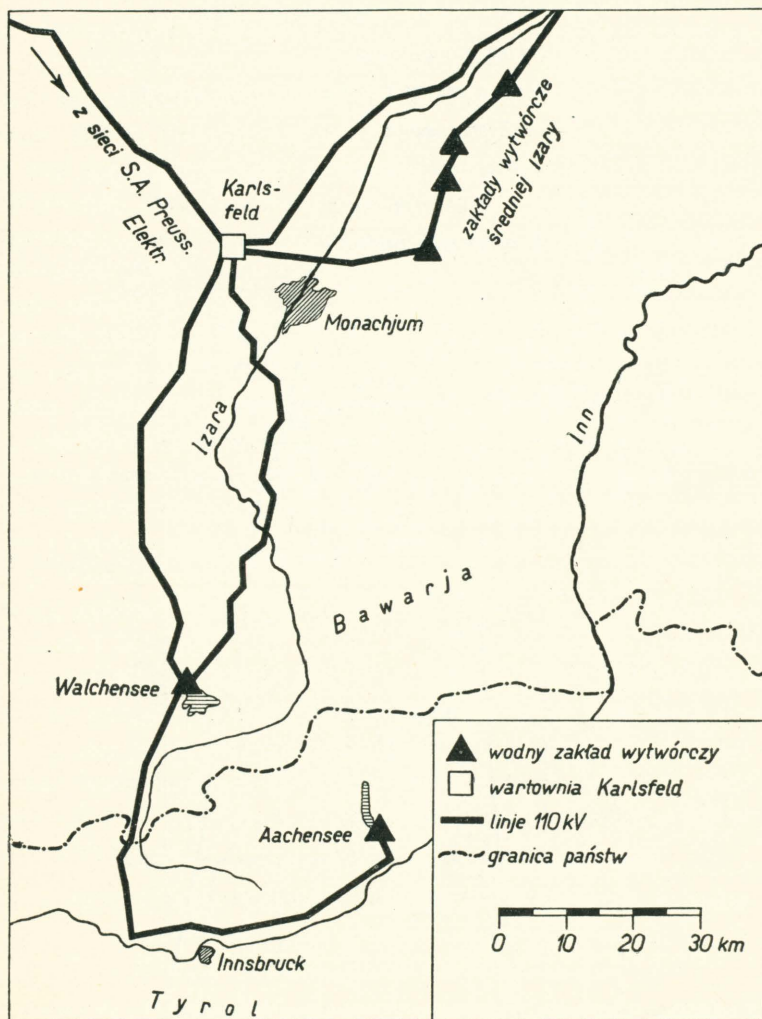 z sieci S.A. Preuss.
Elektr.
Karls-
feld
zakłady wytwórcze
średniej Izary
Monachjum
Izara
Inn
Bawarja
Walchensee
Aachensee
Innsbruck
Tyrol
wodny zakład wytwórczy
wartownia Karlsfeld
linje 110 kV
granica państw
0 10 20 30 km